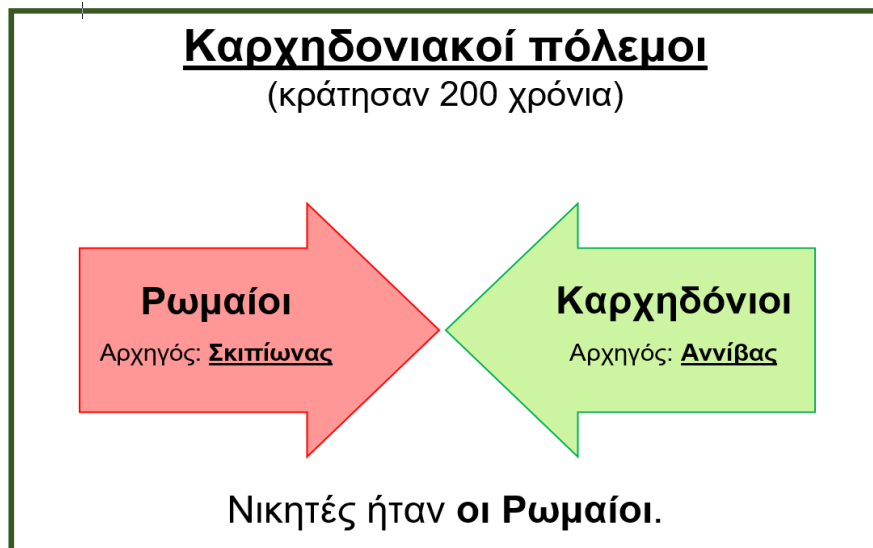 Καρχηδονιακοί πόλεμοι
(κράτησαν 200 χρόνια)
Ρωμαίοι
Αρχηγός: Σκιπίωνας
Καρχηδόνιοι
Αρχηγός: Αννίβας
Νικητές ήταν οι Ρωμαίοι.